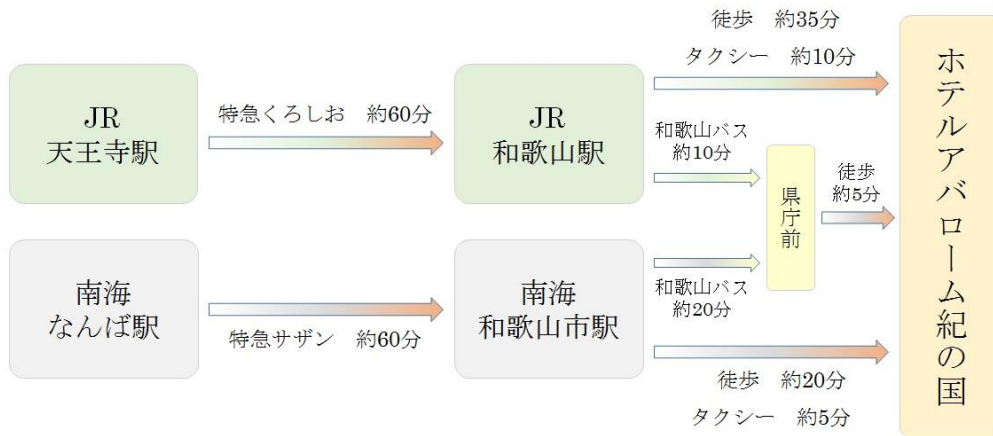 JR
天王寺駅
特急くろしお　約60分
JR
和歌山駅
徒歩　約35分
タクシー　約10分
和歌山バス
約10分
県庁前
徒歩
約5分
南海
なんば駅
特急サザン　約60分
南海
和歌山市駅
和歌山バス
約20分
徒歩　約20分
タクシー　約5分
ホテルアバローム紀の国